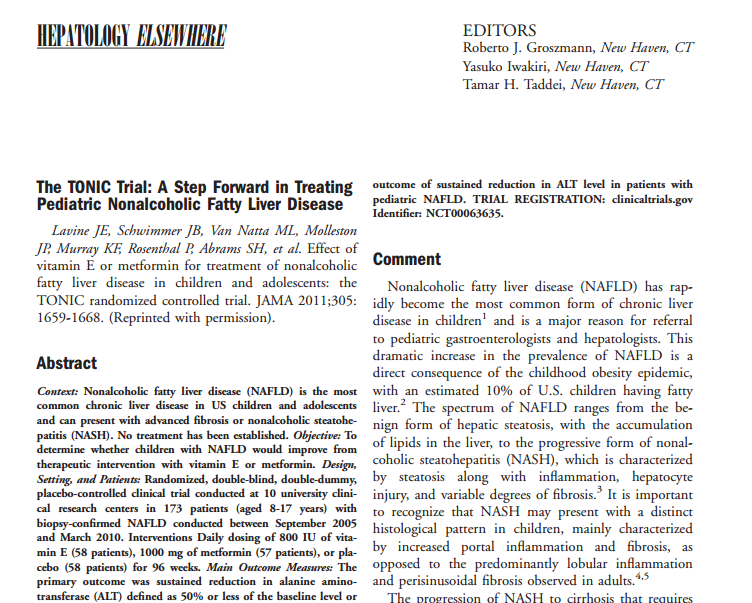 HEPATOLOGY ELSEWHERE
EDITORS
Roberto J. Groszmann, New Haven, CT
Yasuko Iwakiri, New Haven, CT
Tamar H. Taddei, New Haven, CT
The TONIC Trial: A Step Forward in Treating
Pediatric Nonalcoholic Fatty Liver Disease
Lavine JE, Schwimmer JB, Van Natta ML, Molleston
JP, Murray KF, Rosenthal P, Abrams SH, et al. Effect of
vitamin E or metformin for treatment of nonalcoholic
fatty liver disease in children and adolescents: the
TONIC randomized controlled trial. JAMA 2011;305:
1659-1668. (Reprinted with permission).
Abstract
Context: Nonalcoholic fatty liver disease (NAFLD) is the most
common chronic liver disease in US children and adolescents
and can present with advanced fibrosis or nonalcoholic steatohe-
patitis (NASH). No treatment has been established. Objective: To
determine whether children with NAFLD would improve from
therapeutic intervention with vitamin E or metformin. Design,
Setting, and Patients: Randomized, double-blind, double-dummy,
placebo-controlled clinical trial conducted at 10 university clini-
cal research centers in 173 patients (aged 8-17 years) with
biopsy-confirmed NAFLD conducted between September 2005
and March 2010. Interventions Daily dosing of 800 IU of vita-
min E (58 patients), 1000 mg of metformin (57 patients), or pla-
cebo (58 patients) for 96 weeks. Main Outcome Measures: The
primary outcome was sustained reduction in alanine amino-
transferase (ALT) defined as 50% or less of the baseline level or
outcome of sustained reduction in ALT level in patients with
pediatric NAFLD. TRIAL REGISTRATION: clinicaltrials.gov
Identifier: NCT00063635.
Comment
Nonalcoholic fatty liver disease (NAFLD) has rap-
idly become the most common form of chronic liver
disease in children1 and is a major reason for referral
to pediatric gastroenterologists and hepatologists. This
dramatic increase in the prevalence of NAFLD is a
direct consequence of the childhood obesity epidemic,
with an estimated 10% of U.S. children having fatty
liver.2 The spectrum of NAFLD ranges from the be-
nign form of hepatic steatosis, with the accumulation
of lipids in the liver, to the progressive form of nonal-
coholic steatohepatitis (NASH), which is characterized
by steatosis along with inflammation, hepatocyte
injury, and variable degrees of fibrosis.3 It is important
to recognize that NASH may present with a distinct
histological pattern in children, mainly characterized
by increased portal inflammation and fibrosis, as
opposed to the predominantly lobular inflammation
and perisinusoidal fibrosis observed in adults.4,5
The progression of NASH to cirrhosis that requires